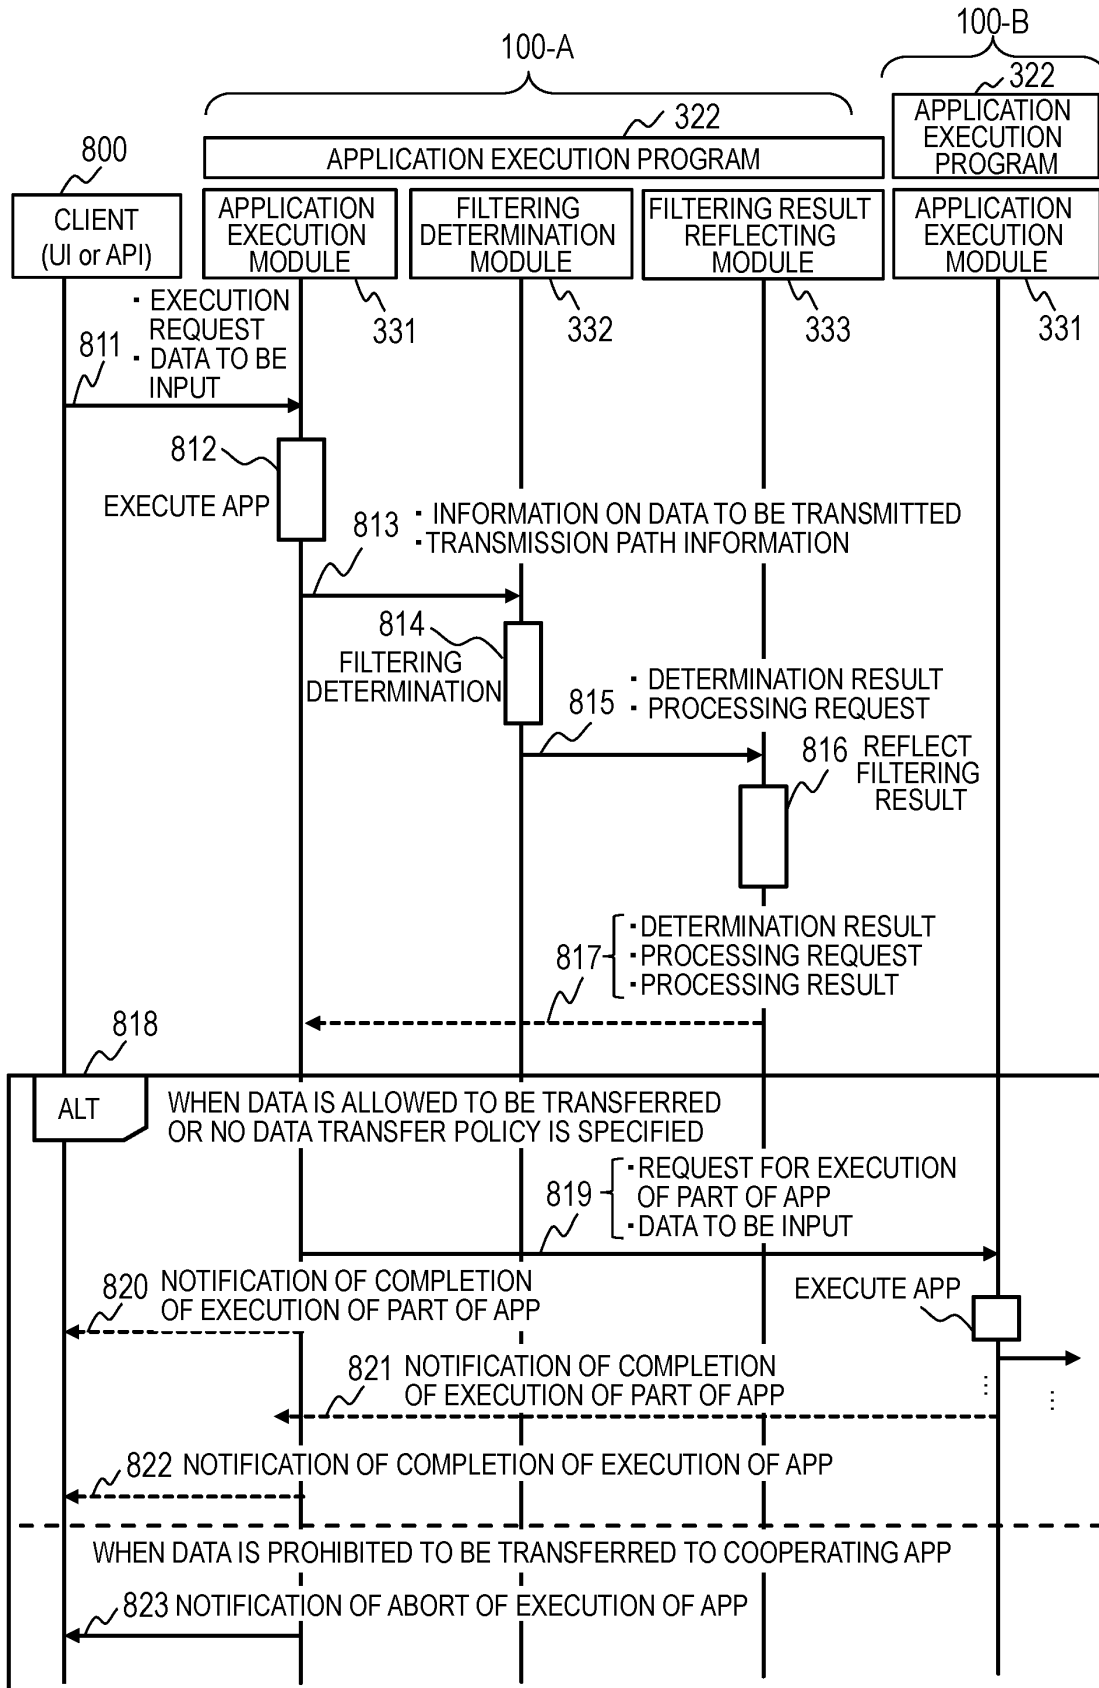 100-A
100-B
322
322
APPLICATION
EXECUTION
PROGRAM
800
APPLICATION EXECUTION PROGRAM
CLIENT
(UI or API)
APPLICATION
EXECUTION
MODULE
FILTERING
DETERMINATION
MODULE
FILTERING RESULT
REFLECTING
MODULE
APPLICATION
EXECUTION
MODULE
331
332
333
331
811
▪ EXECUTION
REQUEST
▪ DATA TO BE
INPUT
812
EXECUTE APP
813
▪ INFORMATION ON DATA TO BE TRANSMITTED
▪ TRANSMISSION PATH INFORMATION
814
FILTERING
DETERMINATION
815
▪ DETERMINATION RESULT
▪ PROCESSING REQUEST
816
REFLECT
FILTERING
RESULT
817
▪ DETERMINATION RESULT
▪ PROCESSING REQUEST
▪ PROCESSING RESULT
818
ALT
WHEN DATA IS ALLOWED TO BE TRANSFERRED
OR NO DATA TRANSFER POLICY IS SPECIFIED
819
▪ REQUEST FOR EXECUTION
OF PART OF APP
▪ DATA TO BE INPUT
820
NOTIFICATION OF COMPLETION
OF EXECUTION OF PART OF APP
EXECUTE APP
821
NOTIFICATION OF COMPLETION
OF EXECUTION OF PART OF APP
⋮
⋮
822 NOTIFICATION OF COMPLETION OF EXECUTION OF APP
WHEN DATA IS PROHIBITED TO BE TRANSFERRED TO COOPERATING APP
823 NOTIFICATION OF ABORT OF EXECUTION OF APP